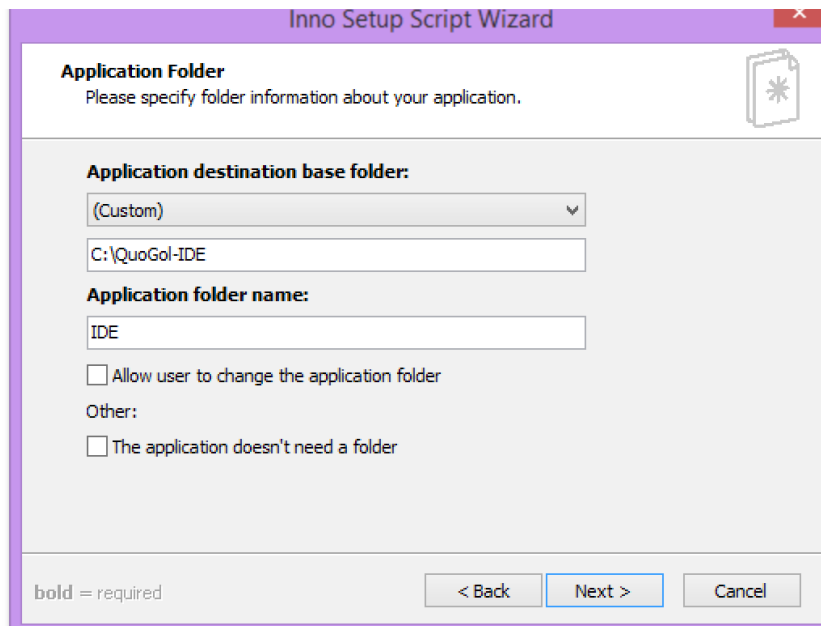 Inno Setup Script Wizard
Application Folder
Please specify folder information about your application.
Application destination base folder:
(Custom)
C:\QuoGol-IDE
Application folder name:
IDE
Allow user to change the application folder
Other:
The application doesn't need a folder
bold = required
< Back
Next >
Cancel